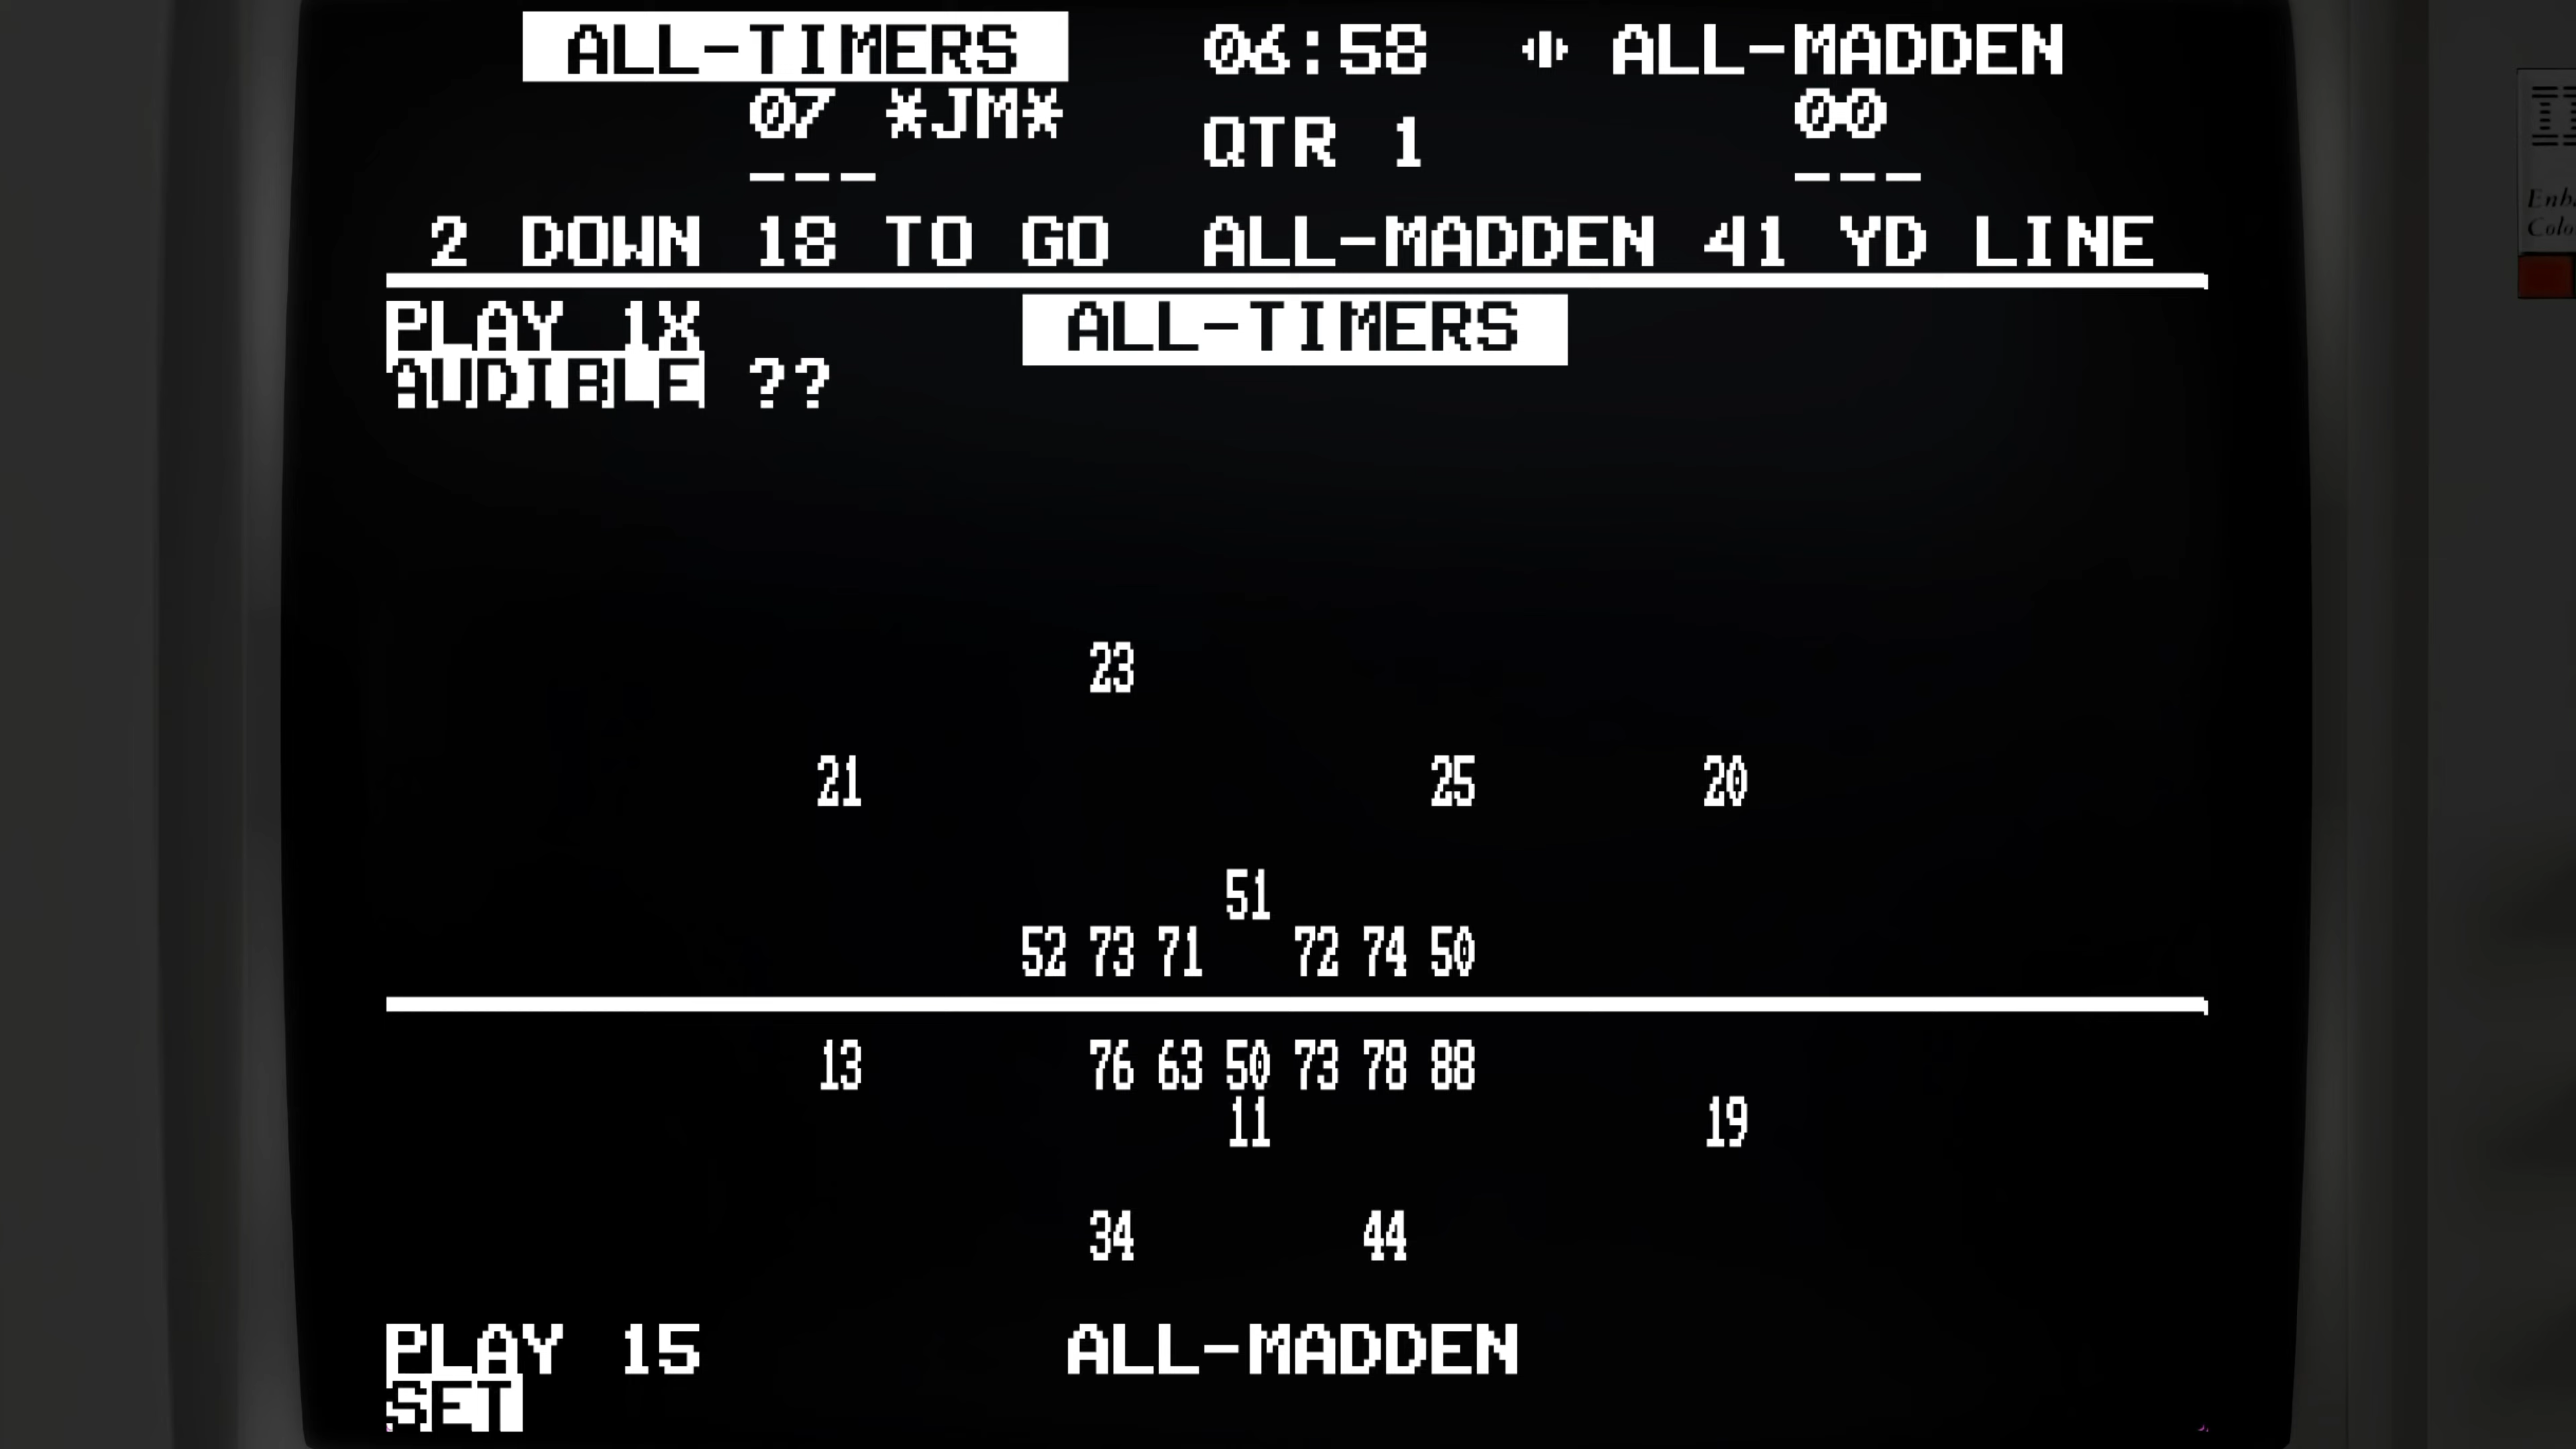 ALL-TIMERS 06:58 ALL-MADDEN
07 *JM* QTR 1 00
--- ---
2 DOWN 18 TO GO ALL-MADDEN 41 YD LINE
PLAY 1X ALL-TIMERS
AUDIBLE ??
23
21 25 20
51
52 73 71 72 74 50
13 76 63 50 73 78 88
11 19
34 44
PLAY 15 ALL-MADDEN
SET